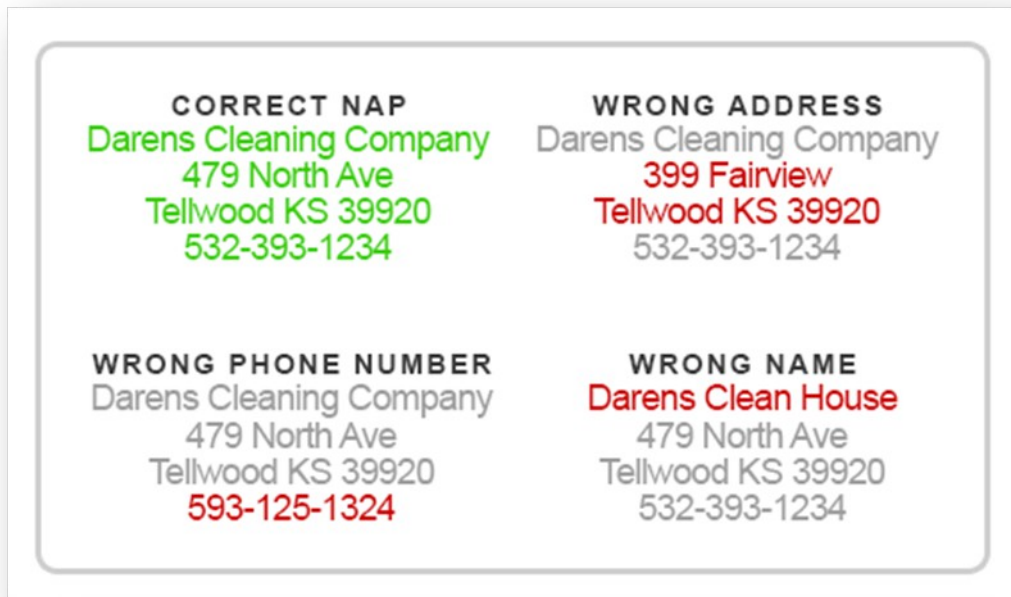 CORRECT NAP
Darens Cleaning Company
479 North Ave
Tellwood KS 39920
532-393-1234
WRONG ADDRESS
Darens Cleaning Company
399 Fairview
Tellwood KS 39920
532-393-1234
WRONG PHONE NUMBER
Darens Cleaning Company
479 North Ave
Tellwood KS 39920
593-125-1324
WRONG NAME
Darens Clean House
479 North Ave
Tellwood KS 39920
532-393-1234